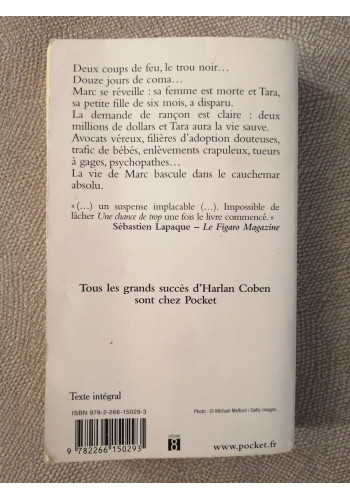 Deux coups de feu, le trou noir…
Douze jours de coma…
Marc se réveille : sa femme est morte et Tara,
sa petite fille de six mois, a disparu.
La demande de rançon est claire : deux
millions de dollars et Tara aura la vie sauve.
Avocats véreux, filières d'adoption douteuses,
trafic de bébés, enlèvements crapuleux, tueurs
à gages, psychopathes…
La vie de Marc bascule dans le cauchemar
absolu.
« (…) un suspense implacable (…). Impossible de
lâcher Une chance de trop une fois le livre commencé. »
Sébastien Lapaque – Le Figaro Magazine
Tous les grands succès d'Harlan Coben
sont chez Pocket
Texte intégral
ISBN 978-2-266-15029-3
Photo : © Michael Melford / Getty Images
9 782266 150293
www.pocket.fr